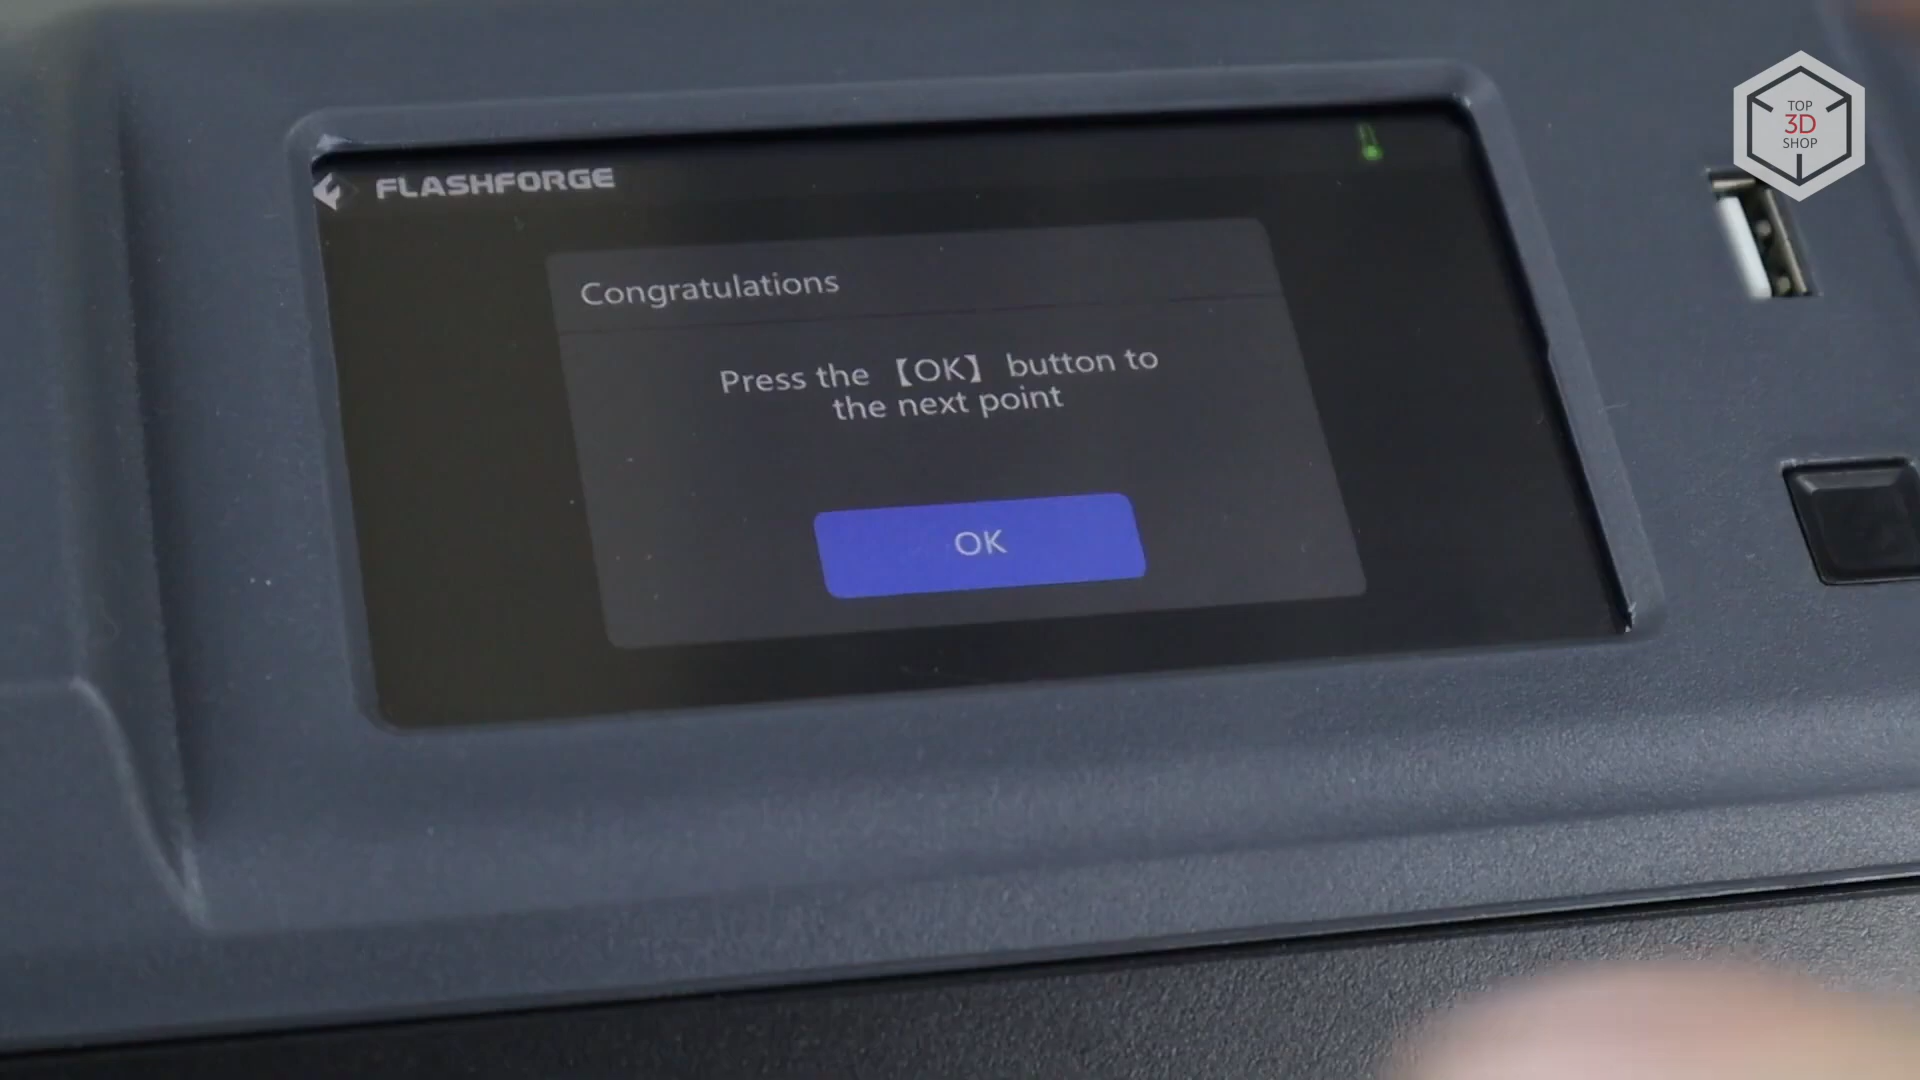 FLASHFORGE
Congratulations
Press the 【OK】 button to
the next point
OK
TOP
3D
SHOP